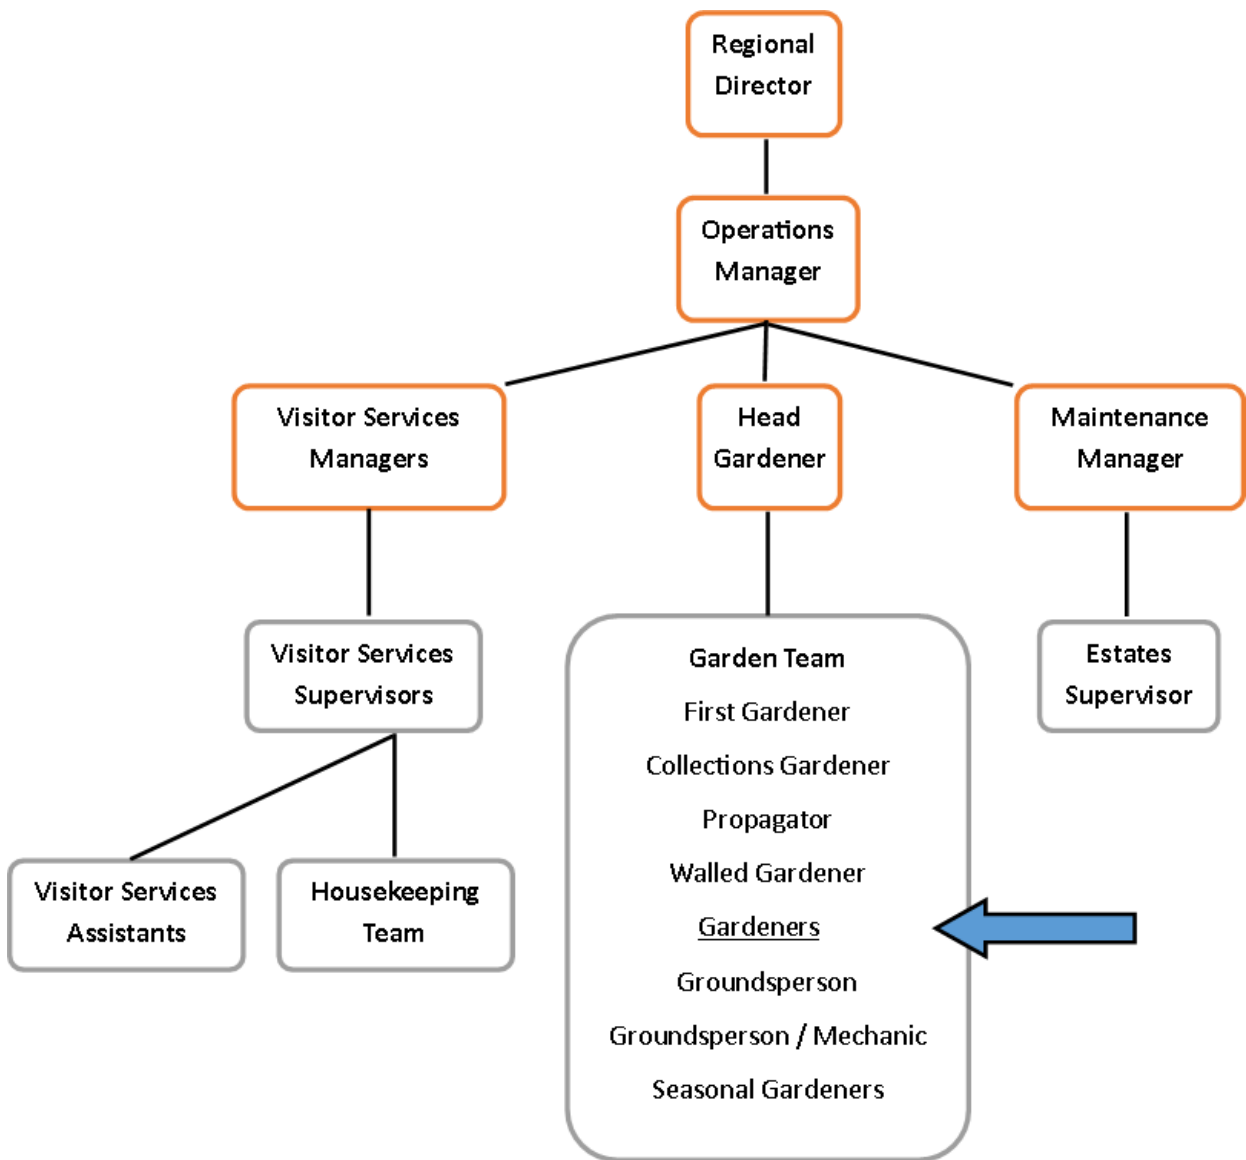 Regional
Director
Operations
Manager
Visitor Services
Managers
Head
Gardener
Maintenance
Manager
Visitor Services
Supervisors
Garden Team
First Gardener
Collections Gardener
Propagator
Walled Gardener
Gardeners
Groundsperson
Groundsperson / Mechanic
Seasonal Gardeners
Estates
Supervisor
Visitor Services
Assistants
Housekeeping
Team